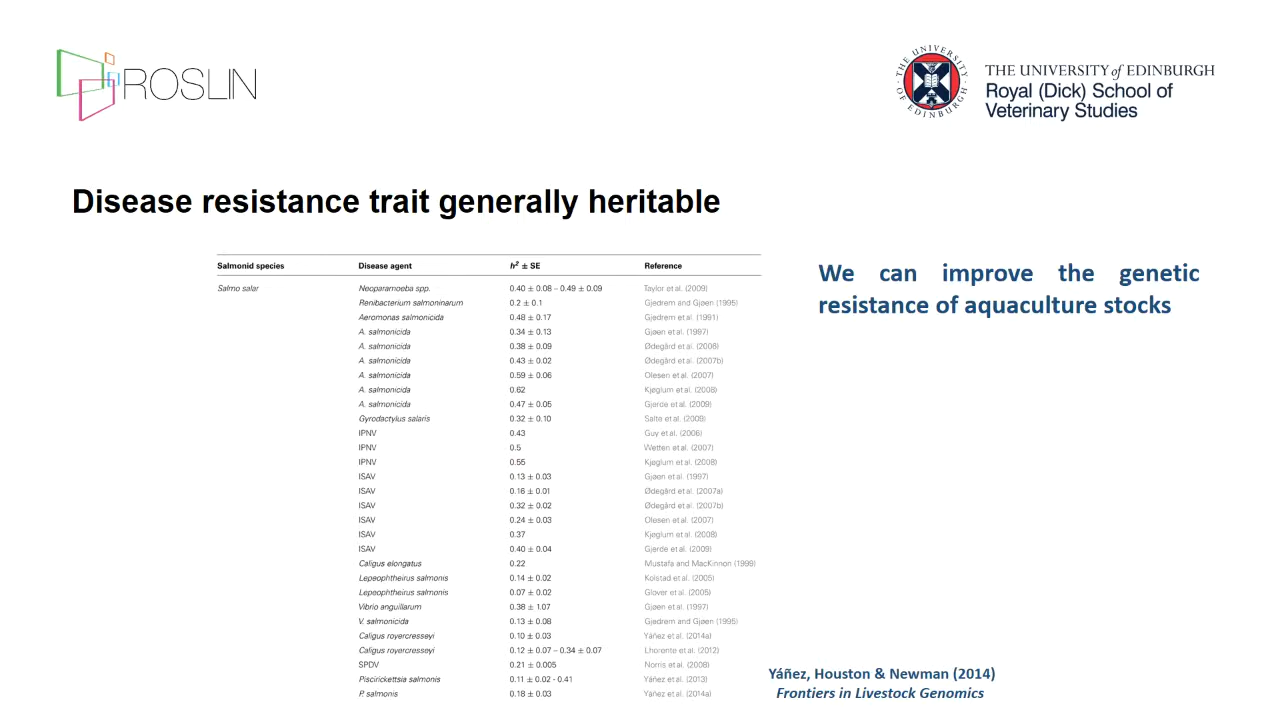 ROSLIN
THE UNIVERSITY OF EDINBURGH
THE UNIVERSITY of EDINBURGH
Royal (Dick) School of
Veterinary Studies
Disease resistance trait generally heritable
Salmonid species Disease agent h² ± SE Reference
Salmo salar Neoparamoeba spp. 0.40 ± 0.08 – 0.49 ± 0.09 Taylor et al. (2009)
Renibacterium salmoninarum 0.2 ± 0.1 Gjedrem and Gjøen (1995)
Aeromonas salmonicida 0.48 ± 0.17 Gjedrem et al. (1991)
A. salmonicida 0.34 ± 0.13 Gjøen et al. (1997)
A. salmonicida 0.38 ± 0.09 Ødegård et al. (2006)
A. salmonicida 0.43 ± 0.02 Ødegård et al. (2007b)
A. salmonicida 0.59 ± 0.06 Olesen et al. (2007)
A. salmonicida 0.62 Kjøglum et al. (2008)
A. salmonicida 0.47 ± 0.05 Gjerde et al. (2009)
Gyrodactylus salaris 0.32 ± 0.10 Salte et al. (2009)
IPNV 0.43 Guy et al. (2006)
IPNV 0.5 Wetten et al. (2007)
IPNV 0.55 Kjøglum et al. (2008)
ISAV 0.13 ± 0.03 Gjøen et al. (1997)
ISAV 0.16 ± 0.01 Ødegård et al. (2007a)
ISAV 0.32 ± 0.02 Ødegård et al. (2007b)
ISAV 0.24 ± 0.03 Olesen et al. (2007)
ISAV 0.37 Kjøglum et al. (2008)
ISAV 0.40 ± 0.04 Gjerde et al. (2009)
Caligus elongatus 0.22 Mustafa and MacKinnon (1999)
Lepeophtheirus salmonis 0.14 ± 0.02 Kolstad et al. (2005)
Lepeophtheirus salmonis 0.07 ± 0.02 Glover et al. (2005)
Vibrio anguillarum 0.38 ± 1.07 Gjøen et al. (1997)
V. salmonicida 0.13 ± 0.08 Gjedrem and Gjøen (1995)
Caligus royercresseyi 0.10 ± 0.03 Yáñez et al. (2014a)
Caligus royercresseyi 0.12 ± 0.07 – 0.34 ± 0.07 Lhorente et al. (2012)
SPDV 0.21 ± 0.005 Norris et al. (2008)
Piscirickettsia salmonis 0.11 ± 0.02 - 0.41 Yáñez et al. (2013)
P. salmonis 0.18 ± 0.03 Yáñez et al. (2014a)
We can improve the genetic
resistance of aquaculture stocks
Yáñez, Houston & Newman (2014)
Frontiers in Livestock Genomics